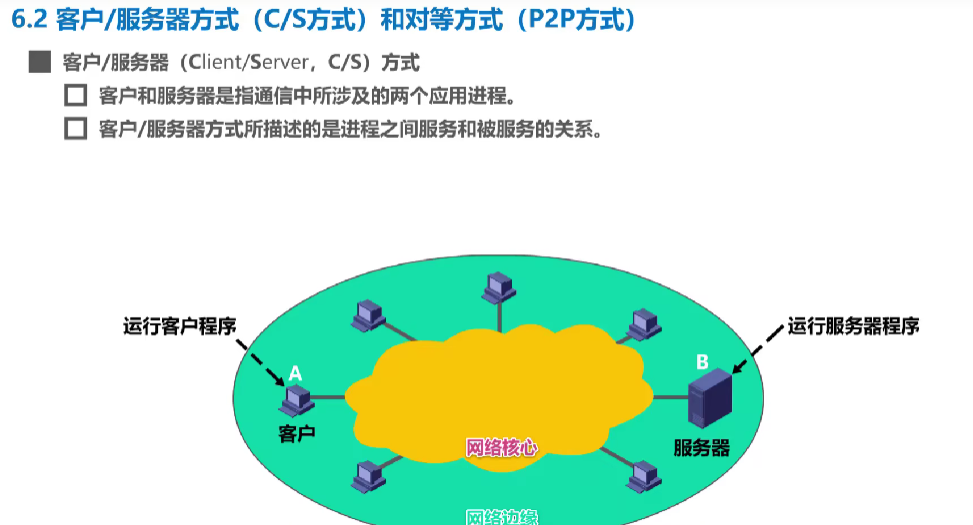 6.2 客户/服务器方式（C/S方式）和对等方式（P2P方式）
客户/服务器（Client/Server，C/S）方式
客户和服务器是指通信中所涉及的两个应用进程。
客户/服务器方式所描述的是进程之间服务和被服务的关系。
运行客户程序
运行服务器程序
A
B
客户
服务器
网络核心
网络边缘